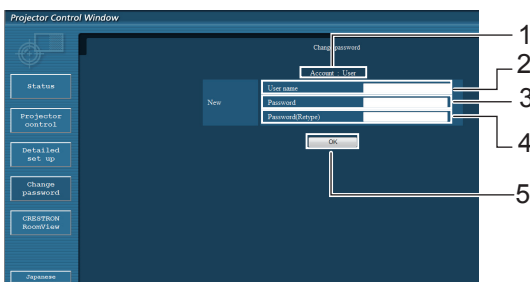 Projector Control Window
Change password
1
Account : User
2
User name
3
New
Password
Password(Retype)
4
OK
5
Status
Projector
control
Detailed
set up
Change
password
CRESTRON
RoomView
Japanese